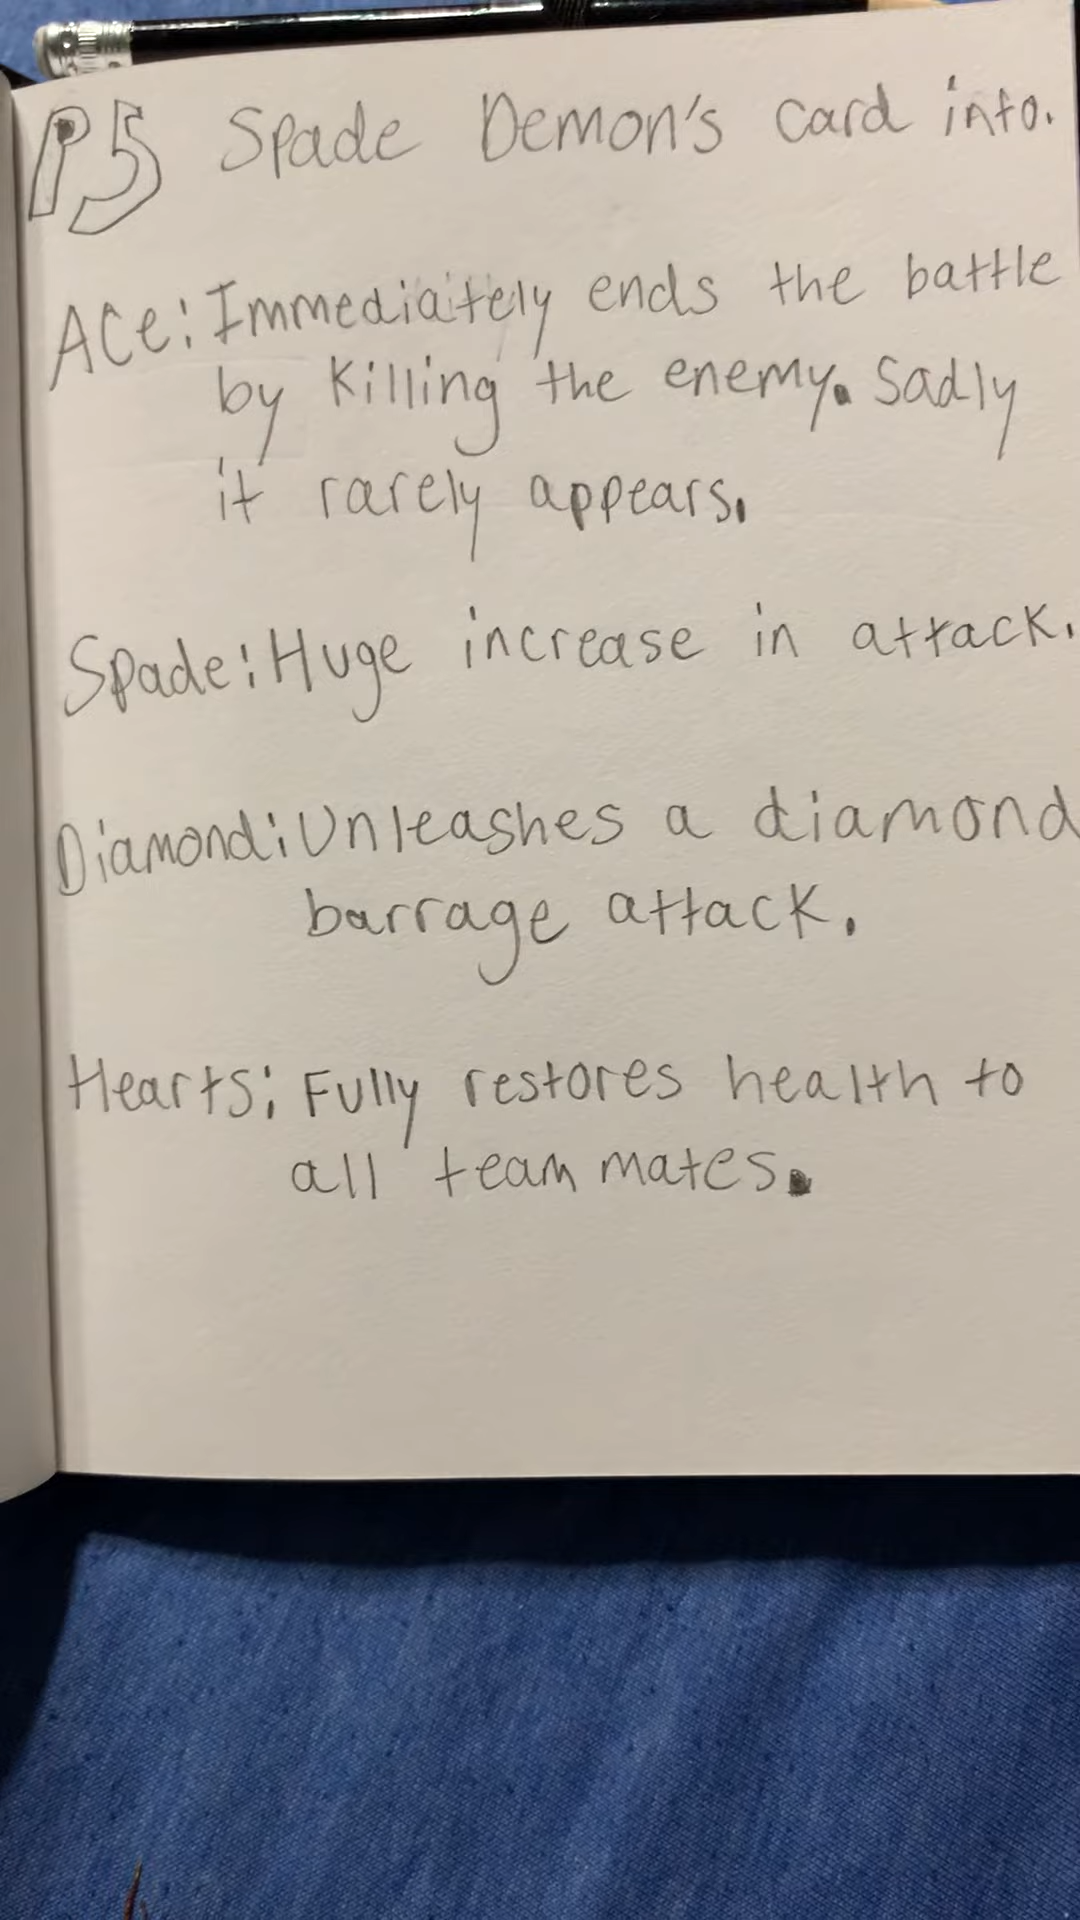 P5 Spade Demon's card info.
Ace: Immediately ends the battle
by killing the enemy. Sadly
it rarely appears.
Spade: Huge increase in attack.
Diamond: Unleashes a diamond
barrage attack.
Hearts: Fully restores health to
all team mates.